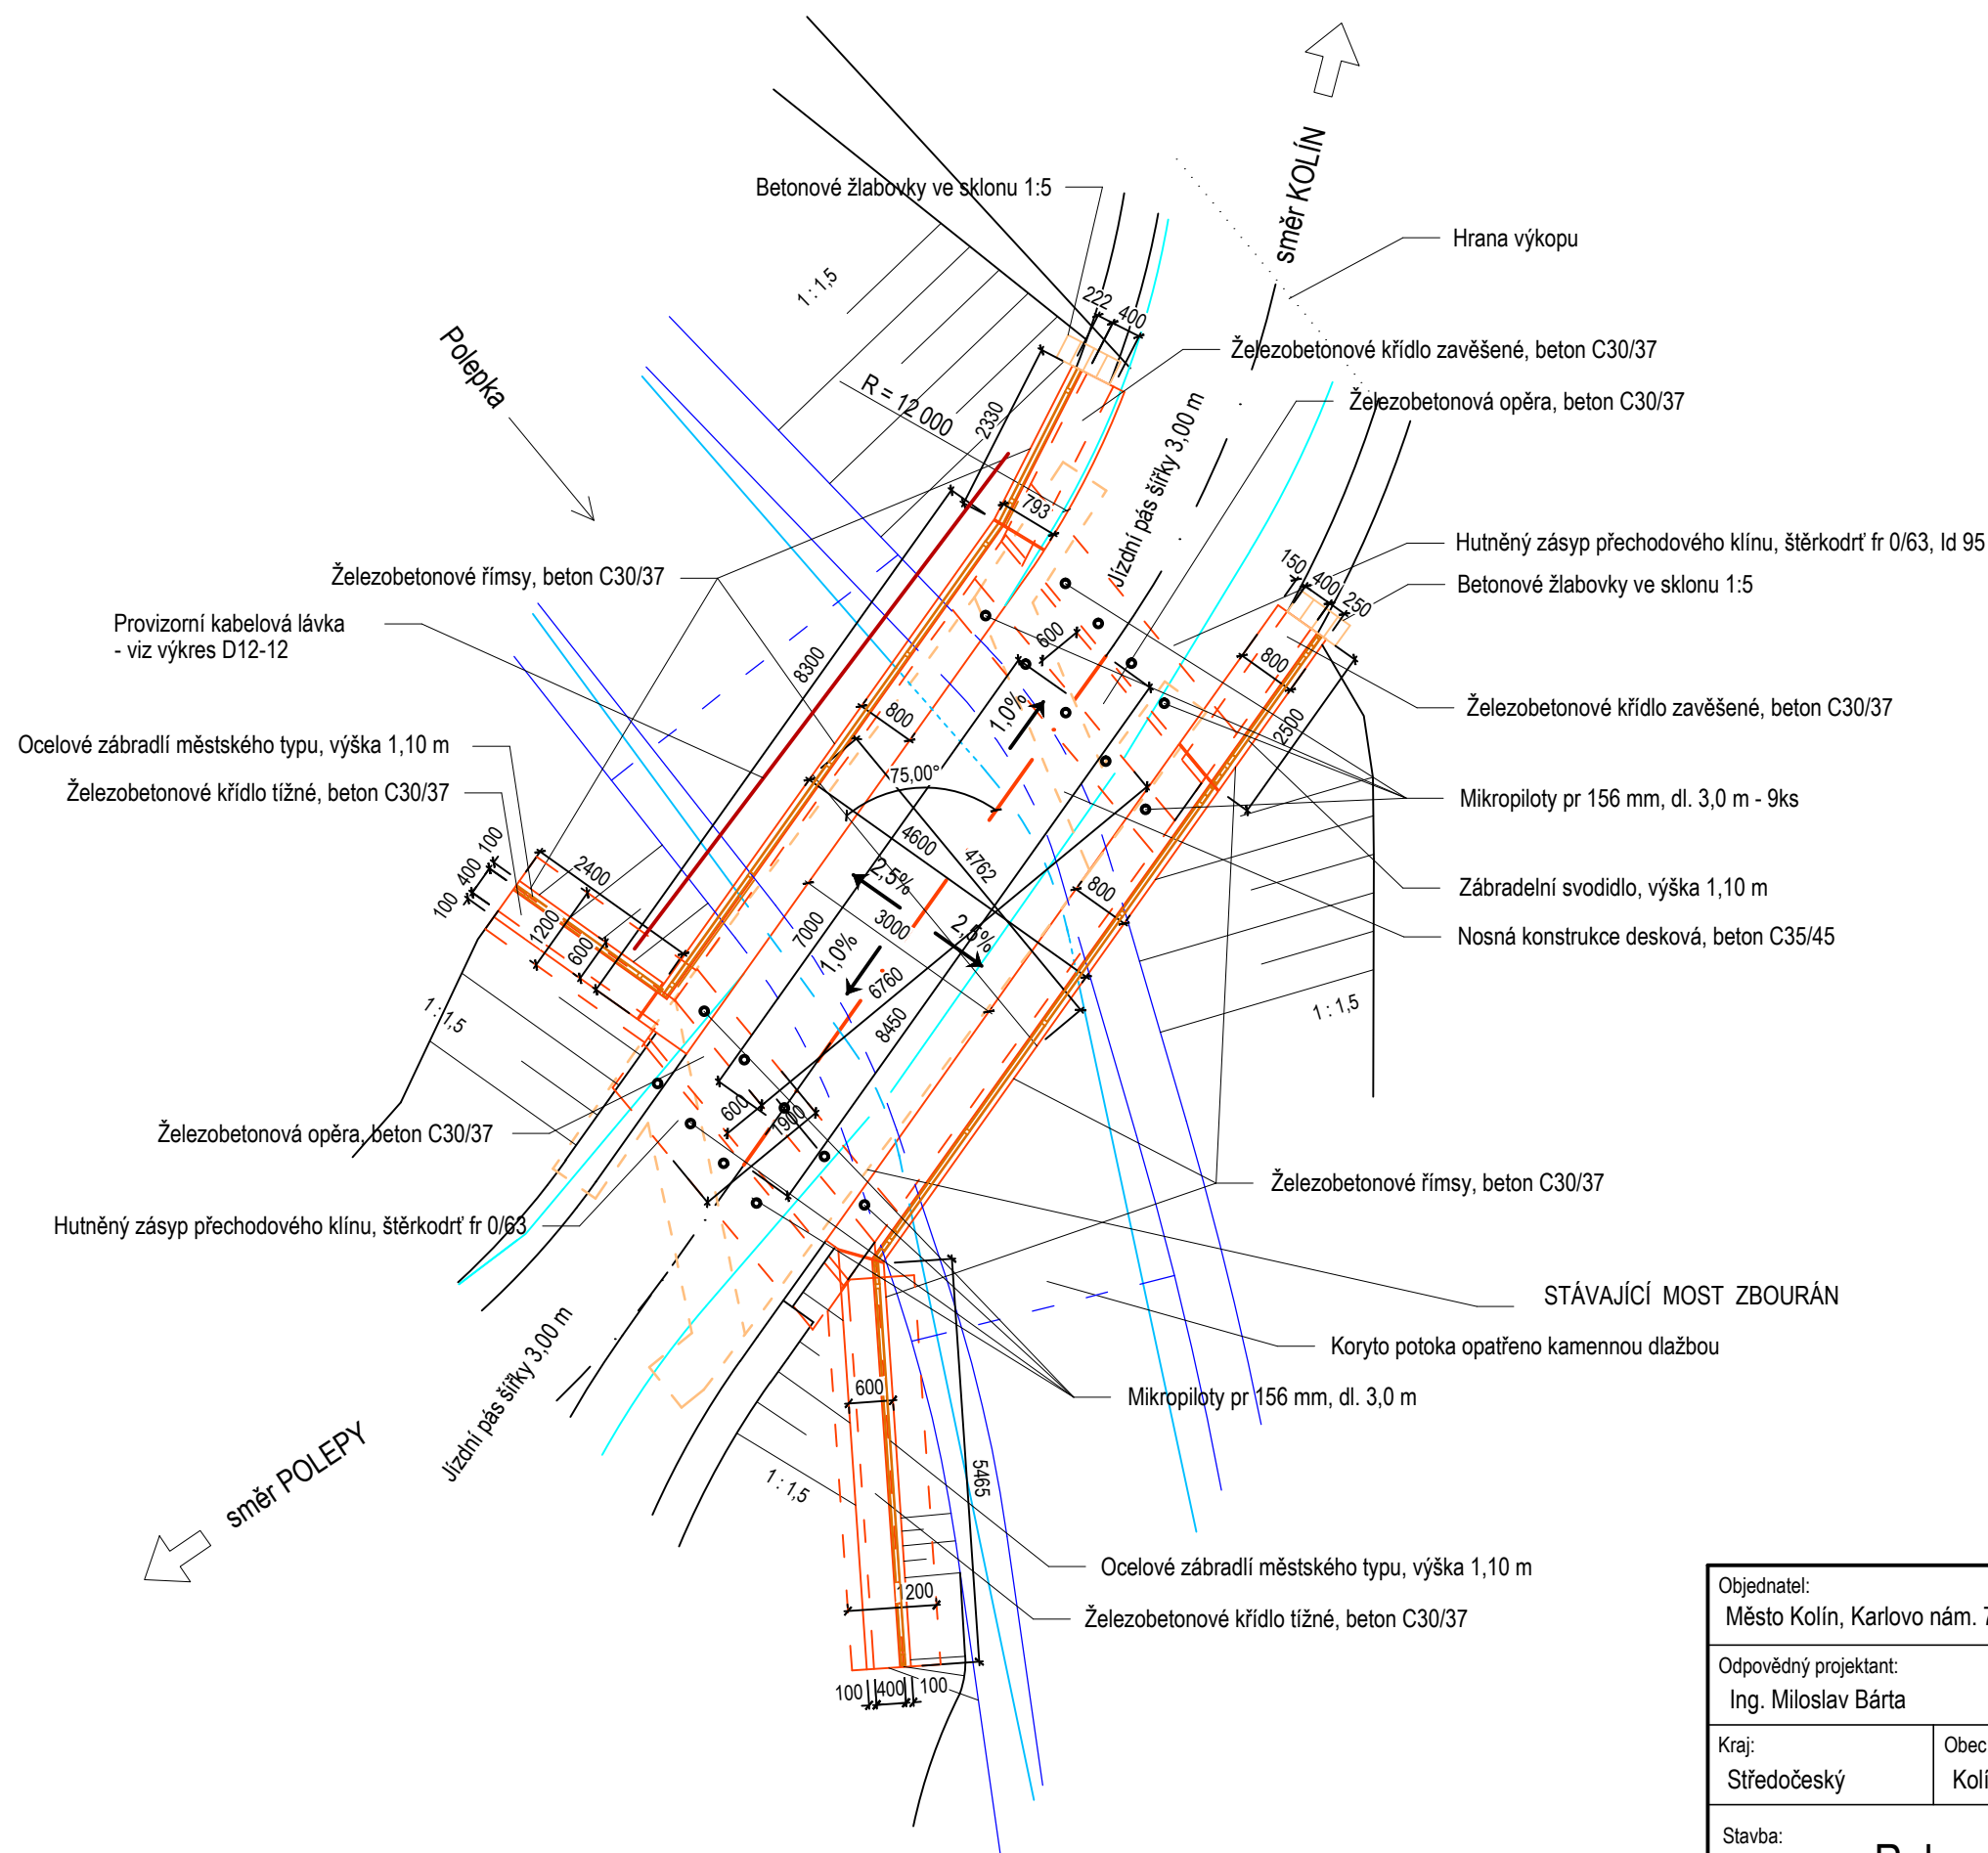 Betonové žlabovky ve sklonu 1:5
směr KOLÍN
Hrana výkopu
1 : 1,5
222
400
Polepka
Železobetonové křídlo zavěšené, beton C30/37
R = 12 000
2330
Železobetonová opěra, beton C30/37
Jízdní pás šířky 3,00 m
793
Hutněný zásyp přechodového klínu, štěrkodrť fr 0/63, Id 95
150
400
250
Betonové žlabovky ve sklonu 1:5
Železobetonové římsy, beton C30/37
Provizorní kabelová lávka
- viz výkres D12-12
8300
600
800
800
1,0%
2500
Železobetonové křídlo zavěšené, beton C30/37
Ocelové zábradlí městského typu, výška 1,10 m
75,00°
Železobetonové křídlo tížné, beton C30/37
Mikropiloty pr 156 mm, dl. 3,0 m - 9ks
100
400
100
2400
4600
4762
2,5%
800
Zábradelní svodidlo, výška 1,10 m
1200
600
7000
3000
2,5%
Nosná konstrukce desková, beton C35/45
1,0%
6760
8450
1 : 1,5
1 : 1,5
600
1900
Železobetonová opěra, beton C30/37
Železobetonové římsy, beton C30/37
Hutněný zásyp přechodového klínu, štěrkodrť fr 0/63
STÁVAJÍCÍ MOST ZBOURÁN
Koryto potoka opatřeno kamennou dlažbou
Jízdní pás šířky 3,00 m
600
Mikropiloty pr 156 mm, dl. 3,0 m
směr POLEPY
1 : 1,5
5465
Ocelové zábradlí městského typu, výška 1,10 m
1200
Železobetonové křídlo tížné, beton C30/37
100
400
100
Objednatel:
Město Kolín, Karlovo nám. 7
Odpovědný projektant:
Ing. Miloslav Bárta
Kraj:
Středočeský
Obec
Kolí
Stavba: